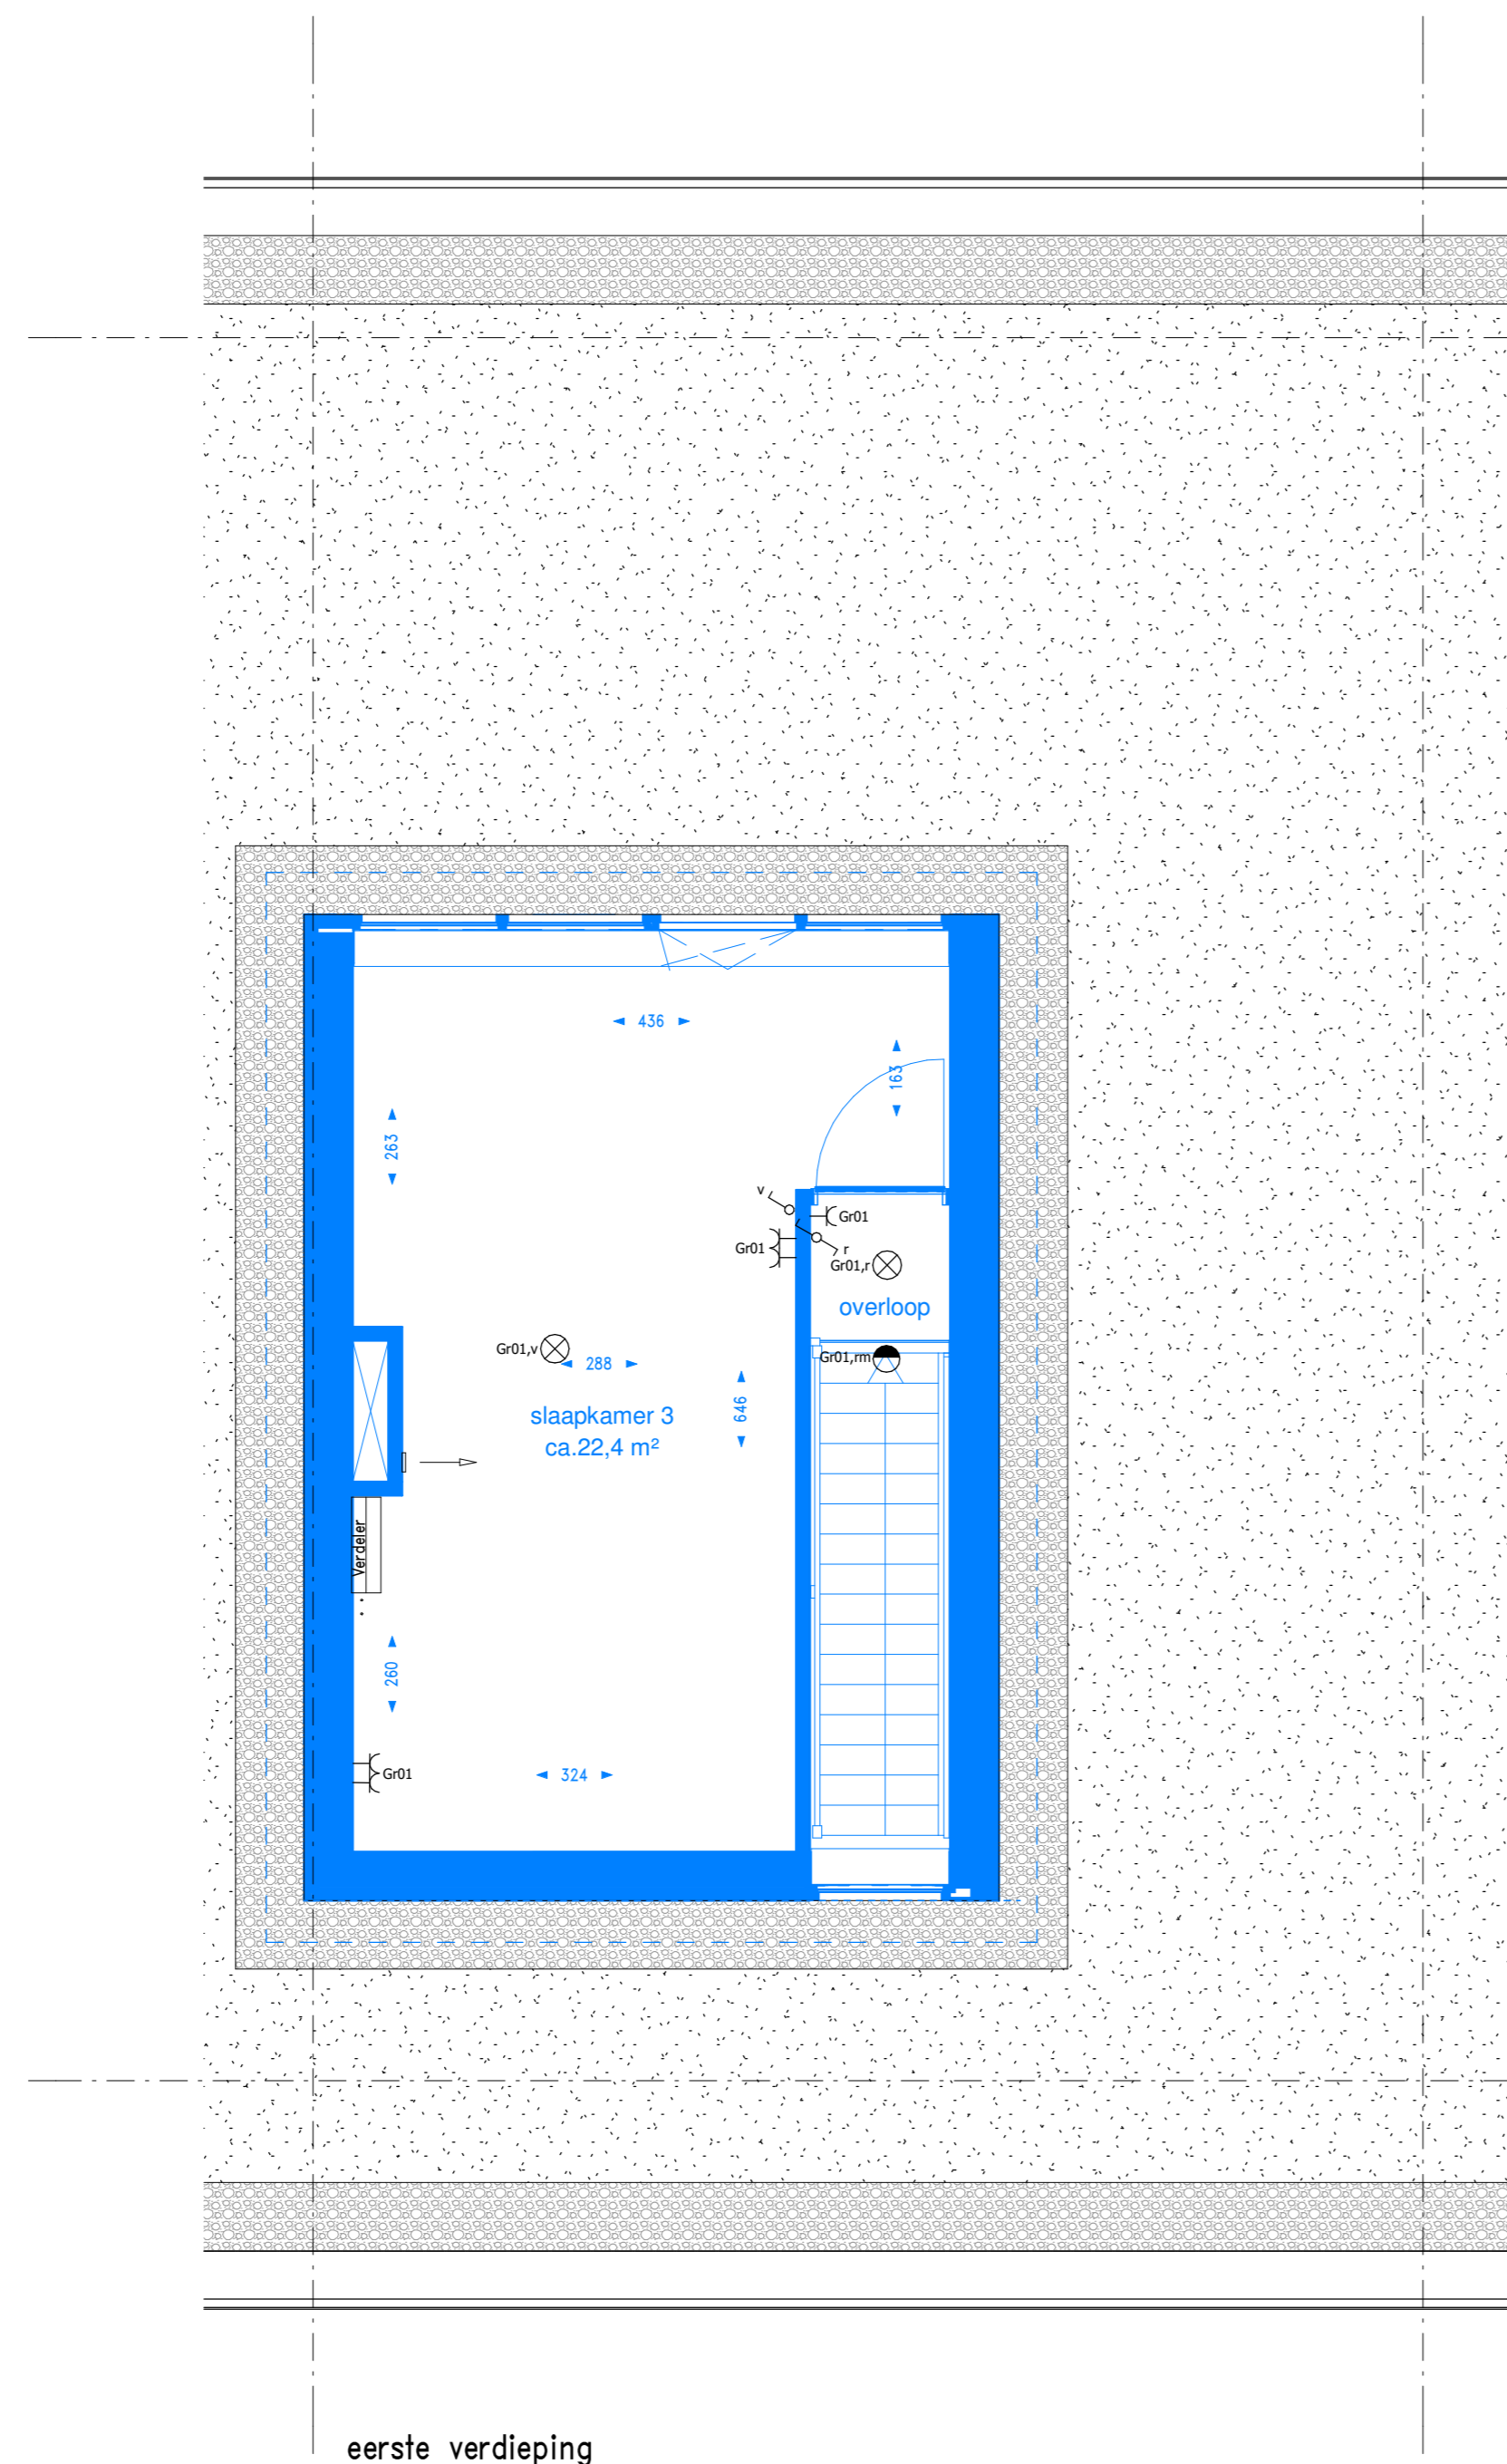 436
163
263
v
Gr01
r
Gr01
Gr01,r
overloop
Gr01,v
288
Gr01,rm
646
slaapkamer 3
ca.22,4 m²
Verdeler
260
324
Gr01
eerste verdieping